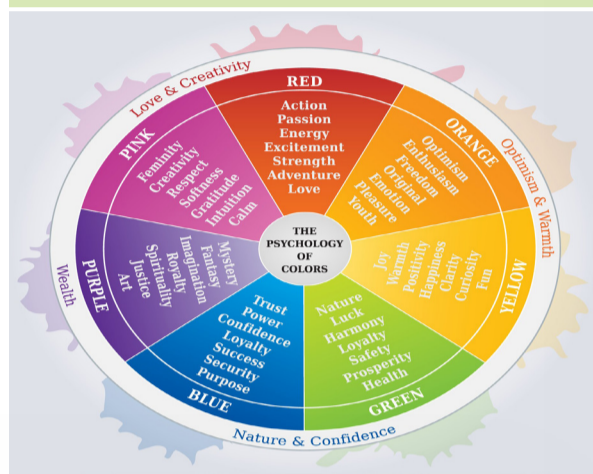 Love & Creativity
RED
Action
Passion
Energy
Excitement
Strength
Adventure
Love
ORANGE
Optimism
Enthusiasm
Freedom
Original
Emotion
Pleasure
Youth
Optimism & Warmth
YELLOW
Joy
Warmth
Positivity
Happiness
Clarity
Curiosity
Fun
GREEN
Nature
Luck
Harmony
Loyalty
Safety
Prosperity
Health
Nature & Confidence
BLUE
Trust
Power
Confidence
Loyalty
Success
Security
Purpose
Wealth
PURPLE
Mystery
Fantasy
Imagination
Royalty
Spirituality
Justice
Art
PINK
Feminity
Creativity
Respect
Softness
Gratitude
Intuition
Calm
THE
PSYCHOLOGY
OF
COLORS